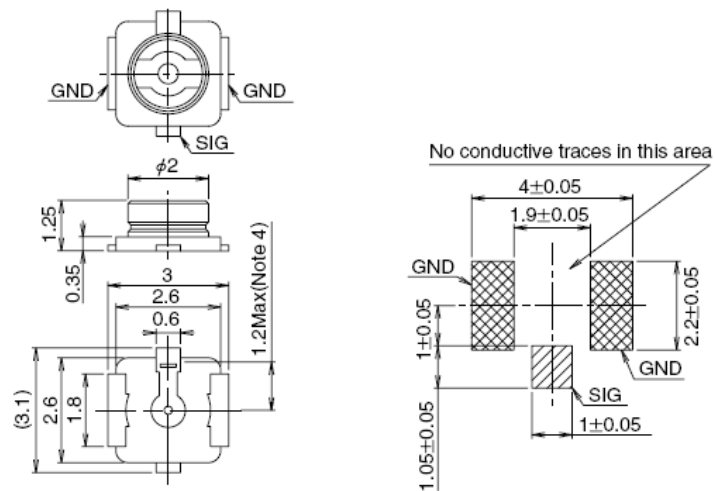 GND
GND
SIG
ϕ2
1.25
0.35
3
2.6
0.6
1.2Max(Note 4)
(3.1)
2.6
1.8
No conductive traces in this area
4±0.05
1.9±0.05
GND
2.2±0.05
1±0.05
GND
SIG
1.05±0.05
1±0.05